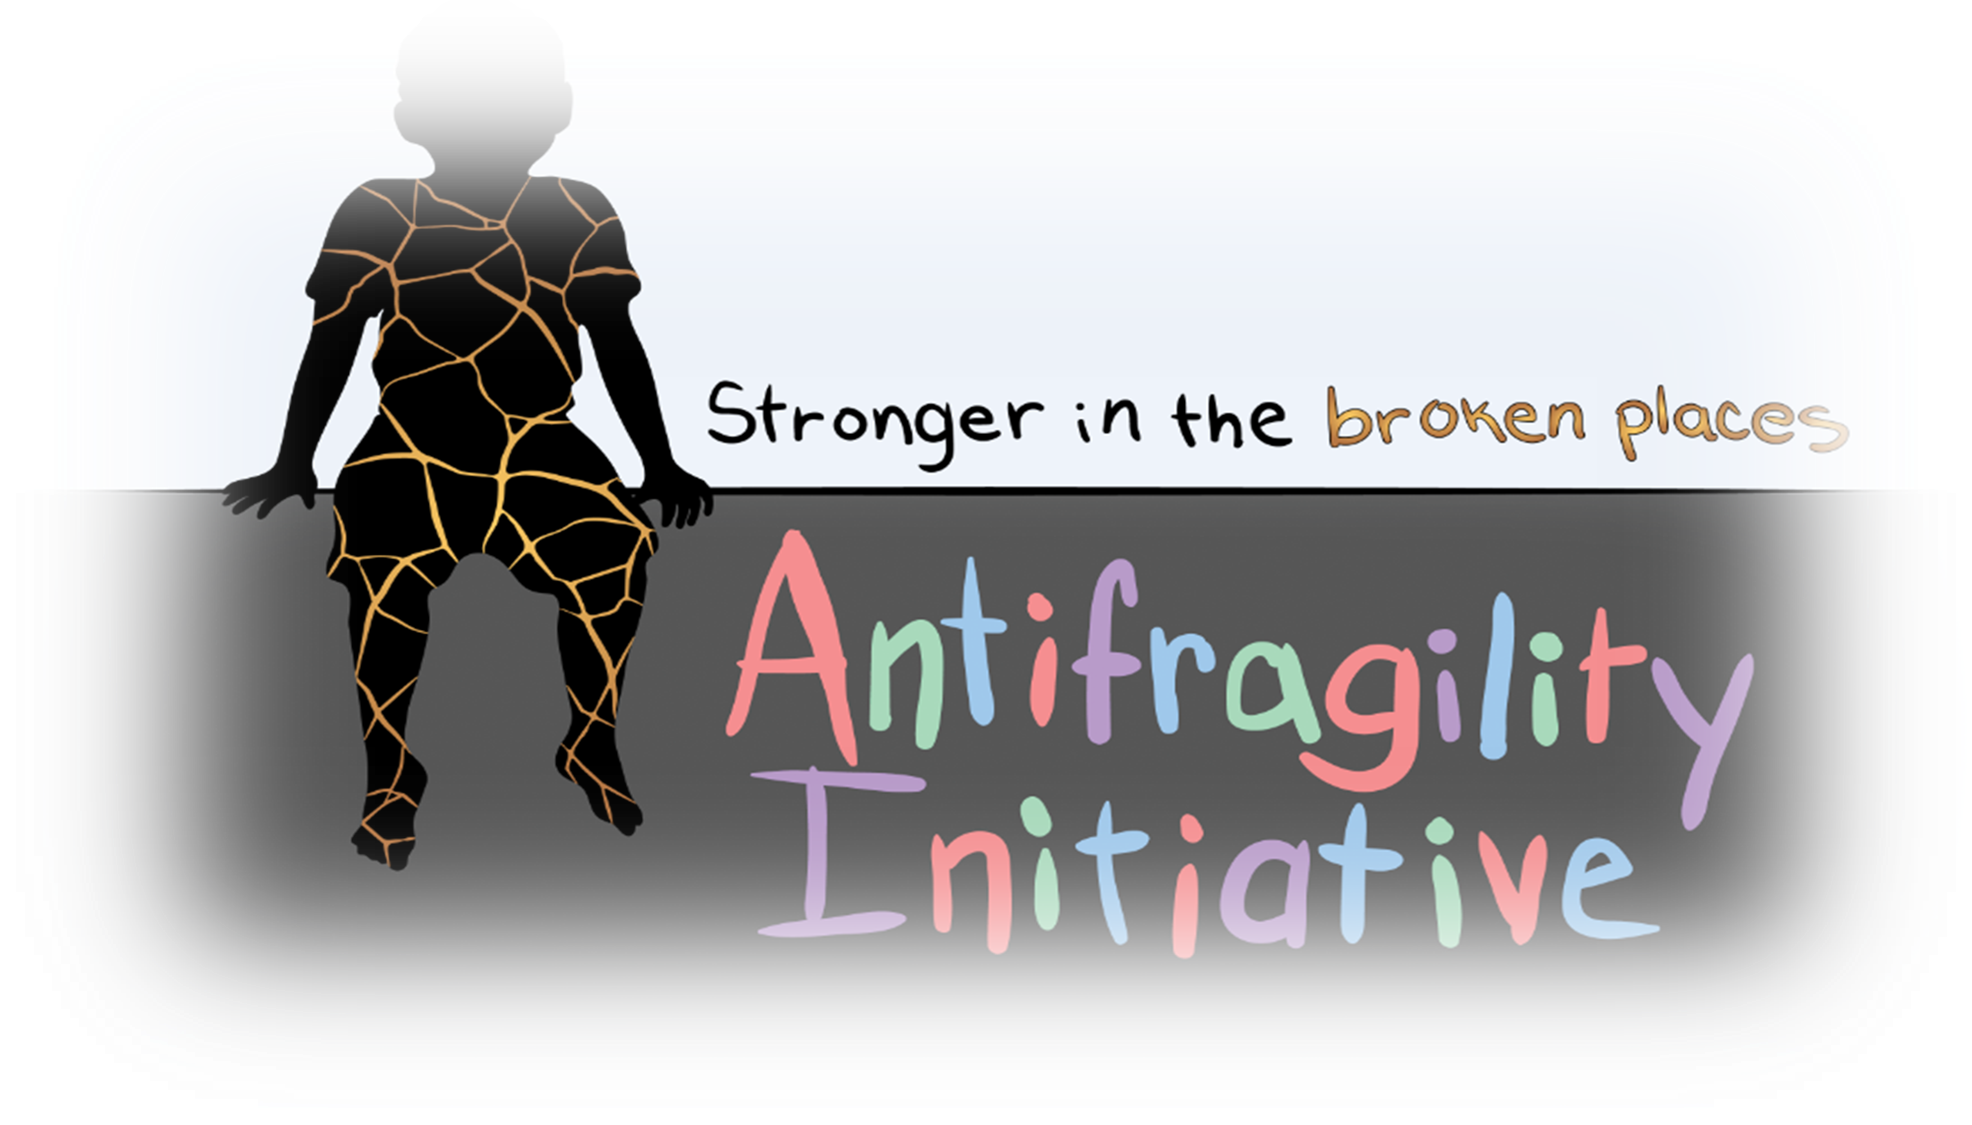 Stronger in the broken places
Antifragility
Initiative